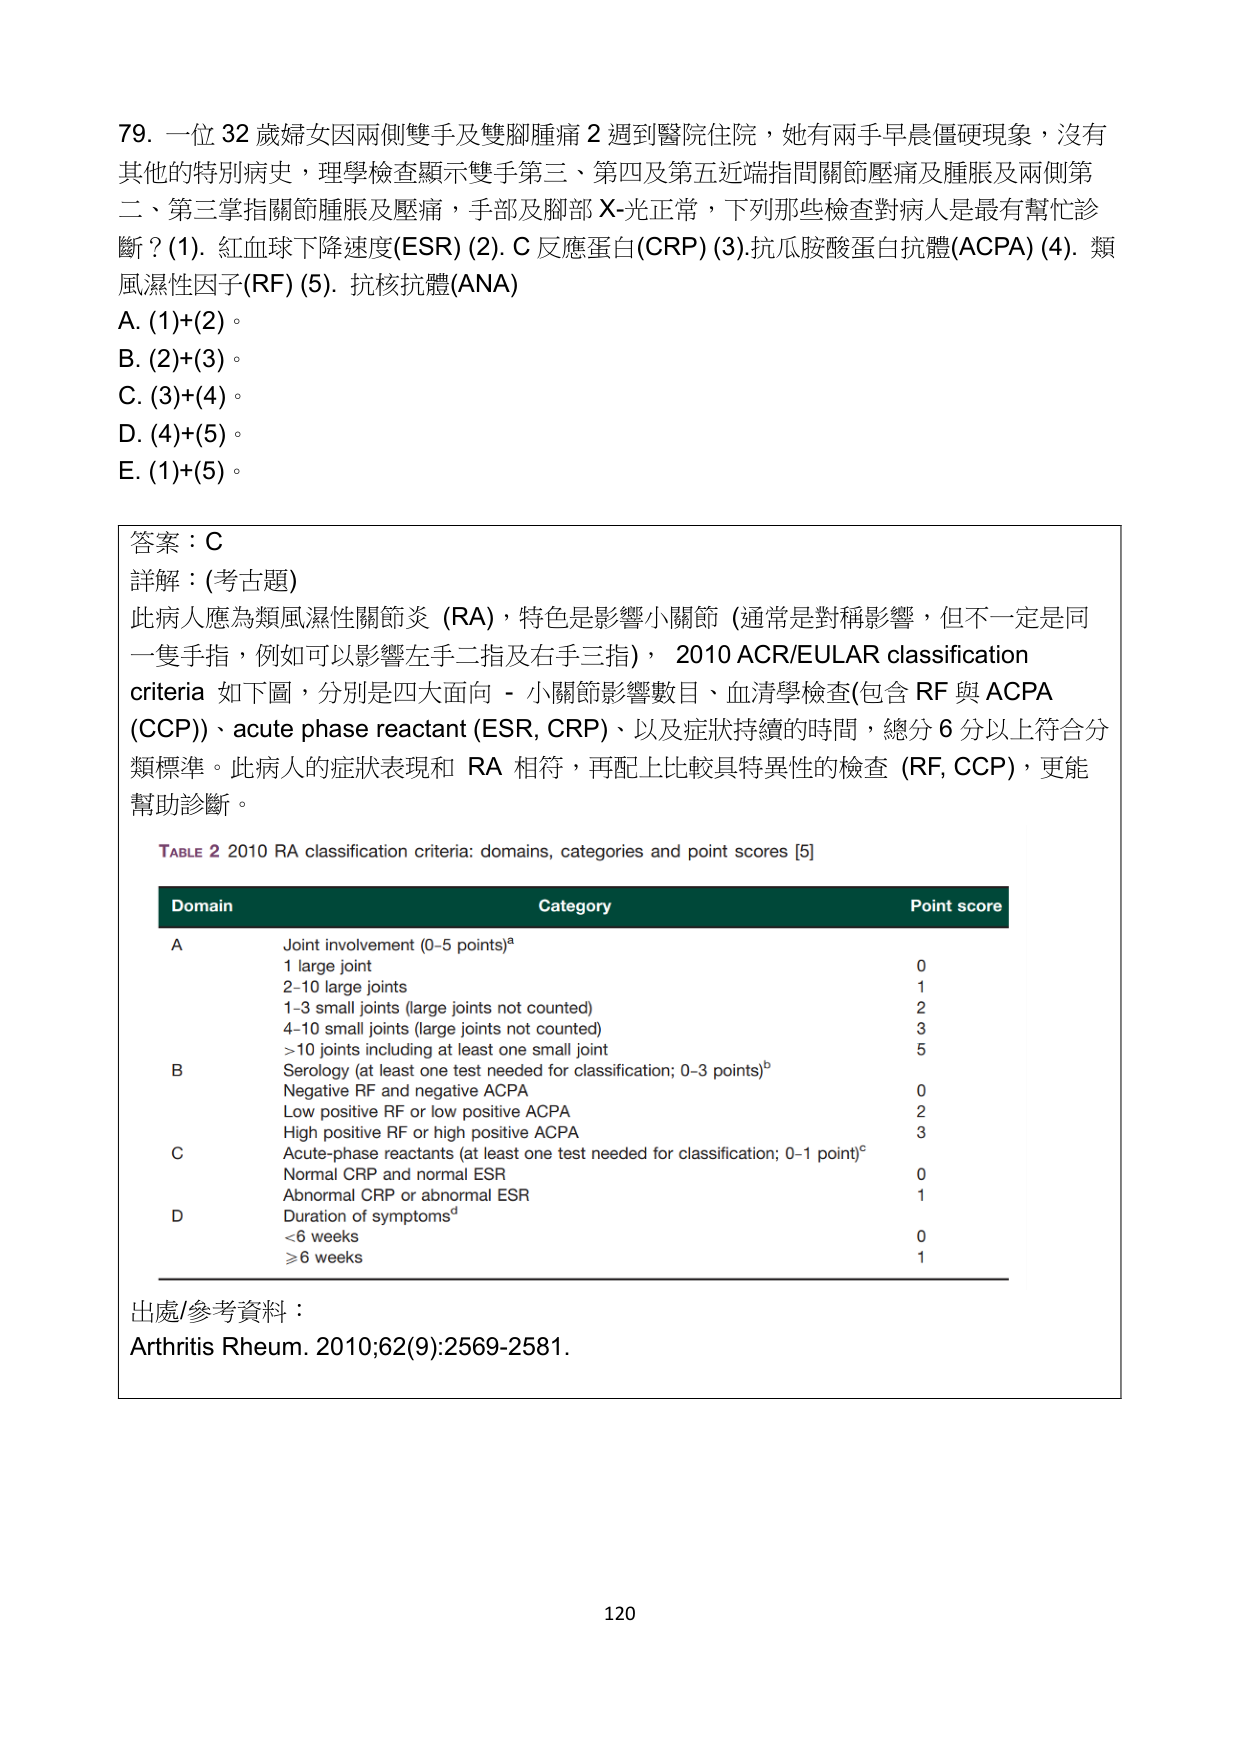 79. 一位 32 歲婦女因兩側雙手及雙腳腫痛 2 週到醫院住院，她有兩手早晨僵硬現象，沒有
其他的特別病史，理學檢查顯示雙手第三、第四及第五近端指間關節壓痛及腫脹及兩側第
二、第三掌指關節腫脹及壓痛，手部及腳部 X-光正常，下列那些檢查對病人是最有幫忙診
斷？(1). 紅血球下降速度(ESR) (2). C 反應蛋白(CRP) (3).抗瓜胺酸蛋白抗體(ACPA) (4). 類
風濕性因子(RF) (5). 抗核抗體(ANA)
A. (1)+(2)。
B. (2)+(3)。
C. (3)+(4)。
D. (4)+(5)。
E. (1)+(5)。
答案：C
詳解：(考古題)
此病人應為類風濕性關節炎 (RA)，特色是影響小關節 (通常是對稱影響，但不一定是同
一隻手指，例如可以影響左手二指及右手三指)， 2010 ACR/EULAR classification
criteria 如下圖，分別是四大面向 - 小關節影響數目、血清學檢查(包含 RF 與 ACPA
(CCP))、acute phase reactant (ESR, CRP)、以及症狀持續的時間，總分 6 分以上符合分
類標準。此病人的症狀表現和 RA 相符，再配上比較具特異性的檢查 (RF, CCP)，更能
幫助診斷。
TABLE 2 2010 RA classification criteria: domains, categories and point scores [5]
Domain Category Point score
A Joint involvement (0–5 points)a
1 large joint 0
2–10 large joints 1
1–3 small joints (large joints not counted) 2
4–10 small joints (large joints not counted) 3
>10 joints including at least one small joint 5
B Serology (at least one test needed for classification; 0–3 points)b
Negative RF and negative ACPA 0
Low positive RF or low positive ACPA 2
High positive RF or high positive ACPA 3
C Acute-phase reactants (at least one test needed for classification; 0–1 point)c
Normal CRP and normal ESR 0
Abnormal CRP or abnormal ESR 1
D Duration of symptomsd
<6 weeks 0
⩾6 weeks 1
出處/參考資料：
Arthritis Rheum. 2010;62(9):2569-2581.
120